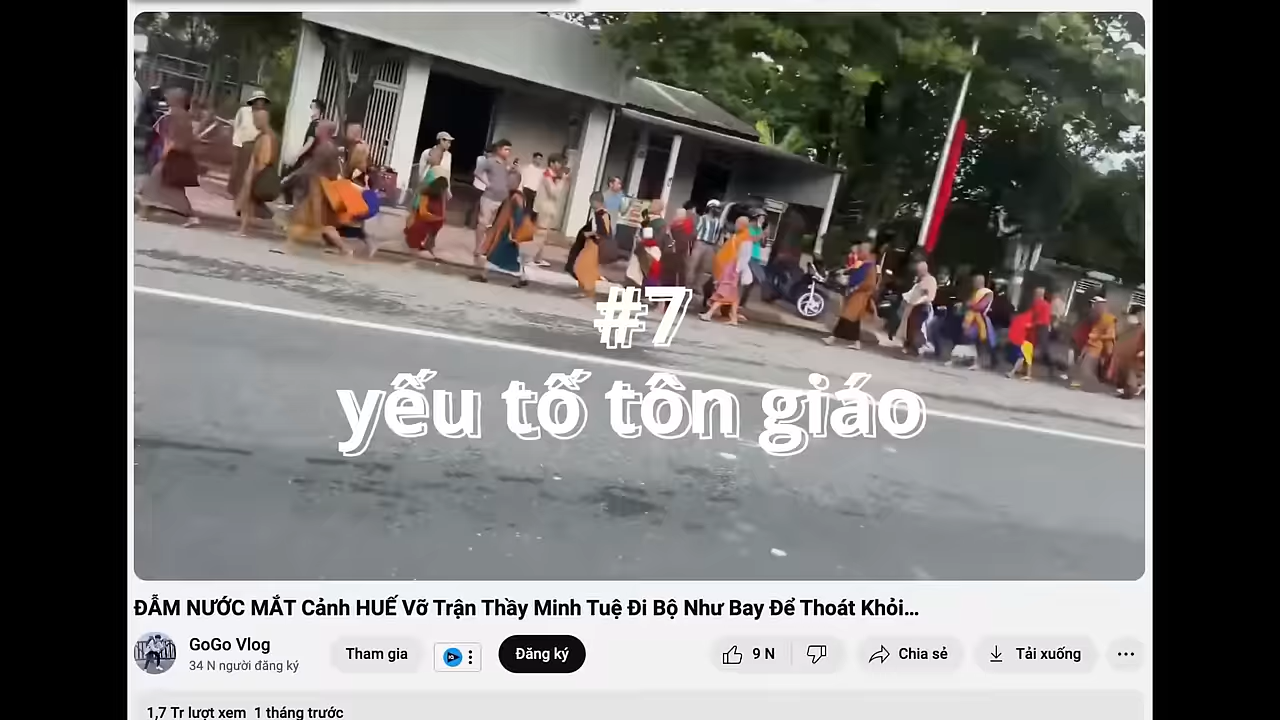 #7
yếu tố tôn giáo
ĐẪM NƯỚC MẮT Cảnh HUẾ Vỡ Trận Thầy Minh Tuệ Đi Bộ Như Bay Để Thoát Khỏi...
GoGo Vlog
34 N người đăng ký
Tham gia
Đăng ký
9 N
Chia sẻ
Tải xuống
1,7 Tr lượt xem 1 tháng trước